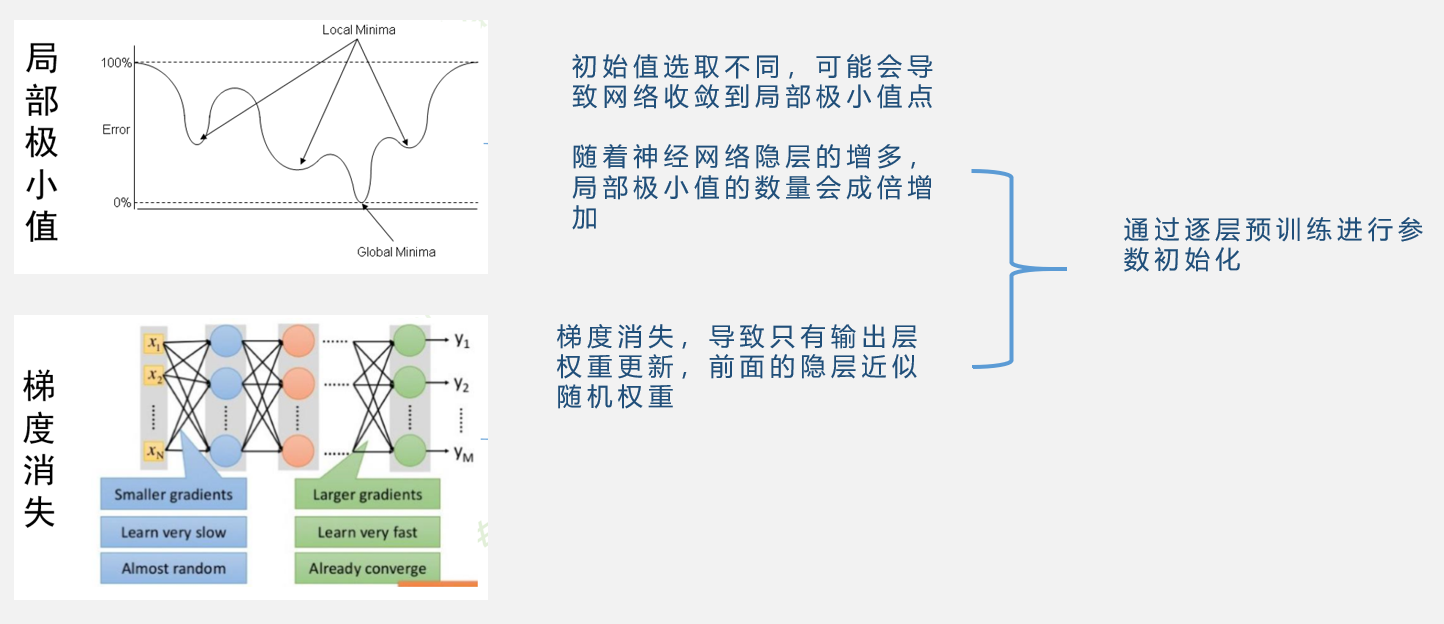 局部极小值
Local Minima
100%
Error
0%
Global Minima
初始值选取不同，可能会导
致网络收敛到局部极小值点
随着神经网络隐层的增多，
局部极小值的数量会成倍增
加
通过逐层预训练进行参
数初始化
梯度消失
x1
x2
xN
......
......
y1
y2
yM
Smaller gradients
Larger gradients
Learn very slow
Learn very fast
Almost random
Already converge
梯度消失，导致只有输出层
权重更新，前面的隐层近似
随机权重